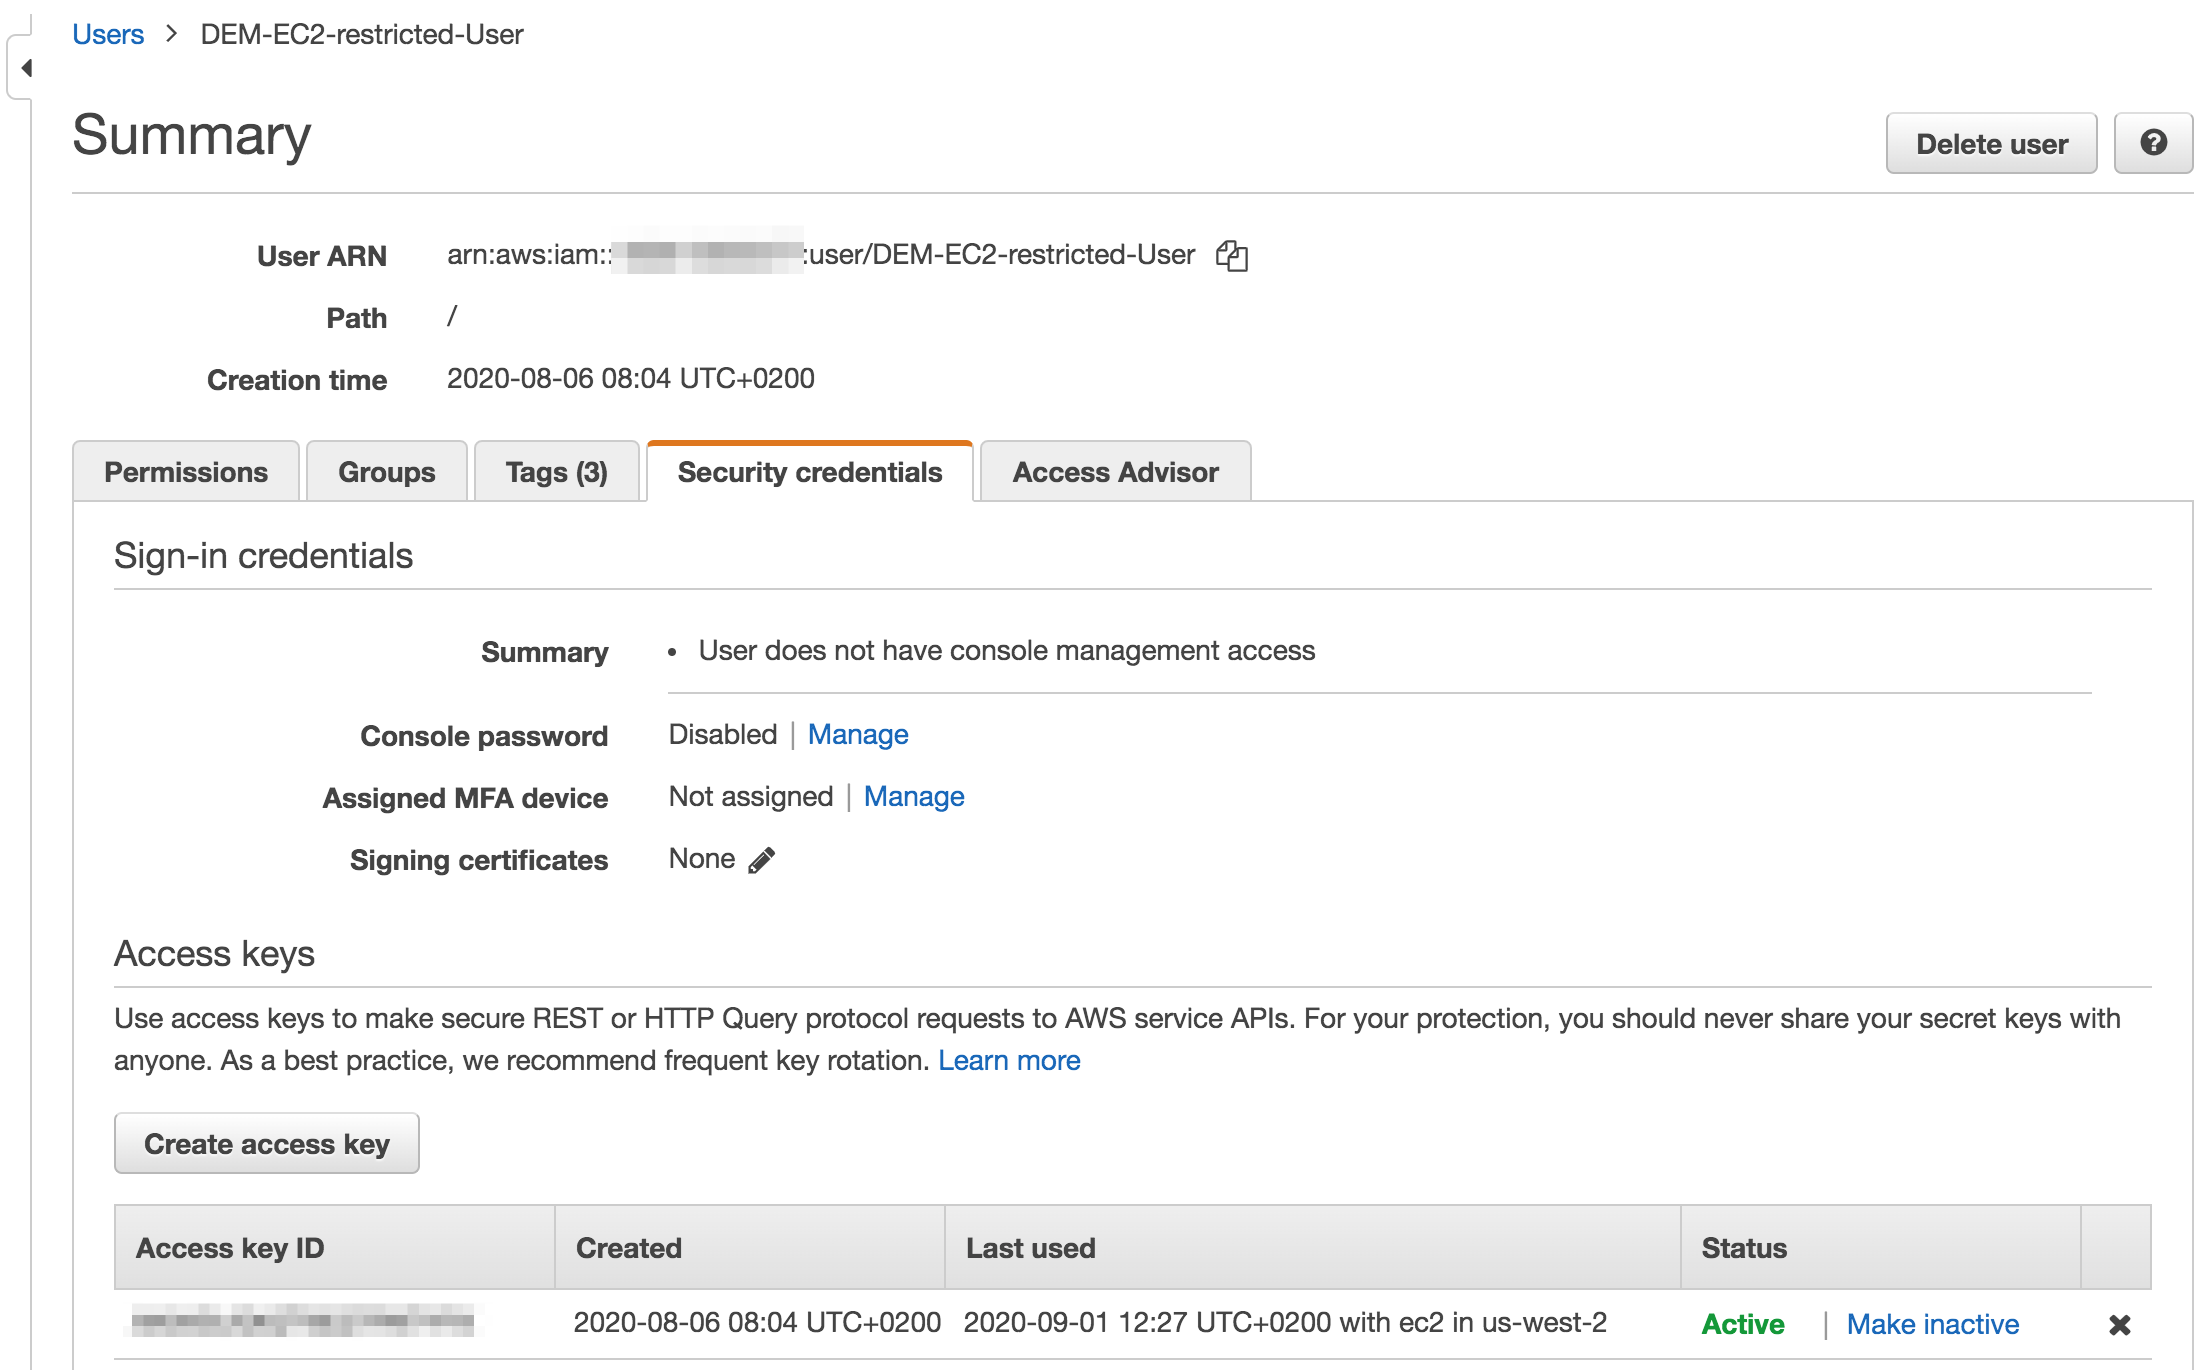 Users > DEM-EC2-restricted-User
Summary
Delete user
User ARN arn:aws:iam:: :user/DEM-EC2-restricted-User
Path /
Creation time 2020-08-06 08:04 UTC+0200
Permissions Groups Tags (3) Security credentials Access Advisor
Sign-in credentials
Summary • User does not have console management access
Console password Disabled | Manage
Assigned MFA device Not assigned | Manage
Signing certificates None
Access keys
Use access keys to make secure REST or HTTP Query protocol requests to AWS service APIs. For your protection, you should never share your secret keys with
anyone. As a best practice, we recommend frequent key rotation. Learn more
Create access key
Access key ID Created Last used Status
2020-08-06 08:04 UTC+0200 2020-09-01 12:27 UTC+0200 with ec2 in us-west-2 Active | Make inactive